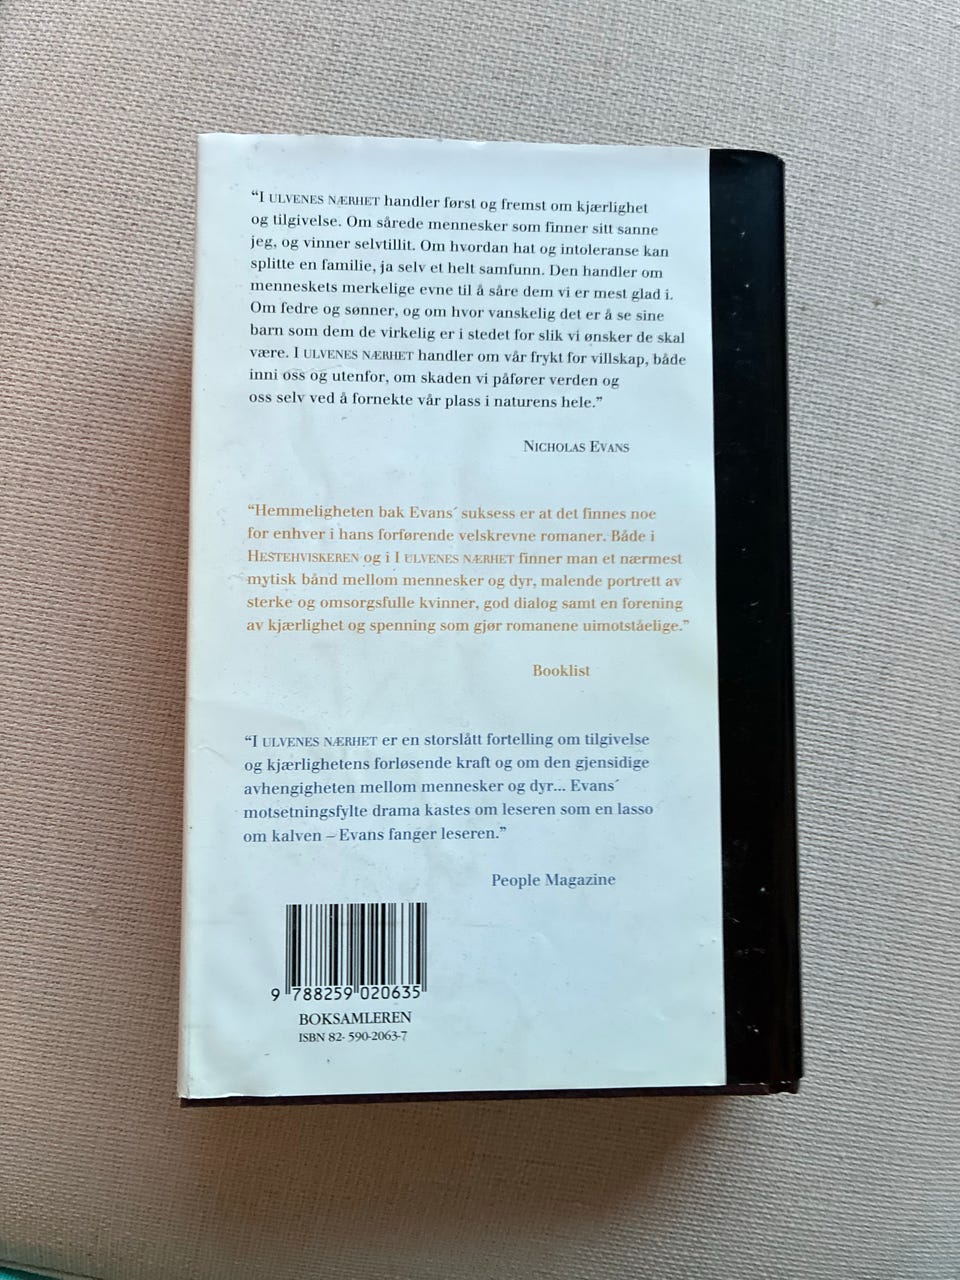 “I ULVENES NÆRHET handler først og fremst om kjærlighet
og tilgivelse. Om sårede mennesker som finner sitt sanne
jeg, og vinner selvtillit. Om hvordan hat og intoleranse kan
splitte en familie, ja selv et helt samfunn. Den handler om
menneskets merkelige evne til å såre dem vi er mest glad i.
Om fedre og sønner, og om hvor vanskelig det er å se sine
barn som dem de virkelig er i stedet for slik vi ønsker de skal
være. I ULVENES NÆRHET handler om vår frykt for villskap, både
inni oss og utenfor, om skaden vi påfører verden og
oss selv ved å fornekte vår plass i naturens hele.”
NICHOLAS EVANS
“Hemmeligheten bak Evans´ suksess er at det finnes noe
for enhver i hans forførende velskrevne romaner. Både i
HESTEHVISKEREN og i I ULVENES NÆRHET finner man et nærmest
mytisk bånd mellom mennesker og dyr, malende portrett av
sterke og omsorgsfulle kvinner, god dialog samt en forening
av kjærlighet og spenning som gjør romanene uimotståelige.”
Booklist
“I ULVENES NÆRHET er en storslått fortelling om tilgivelse
og kjærlighetens forløsende kraft og om den gjensidige
avhengigheten mellom mennesker og dyr... Evans´
motsetningsfylte drama kastes om leseren som en lasso
om kalven – Evans fanger leseren.”
People Magazine
9 788259 020635
BOKSAMLEREN
ISBN 82- 590-2063-7